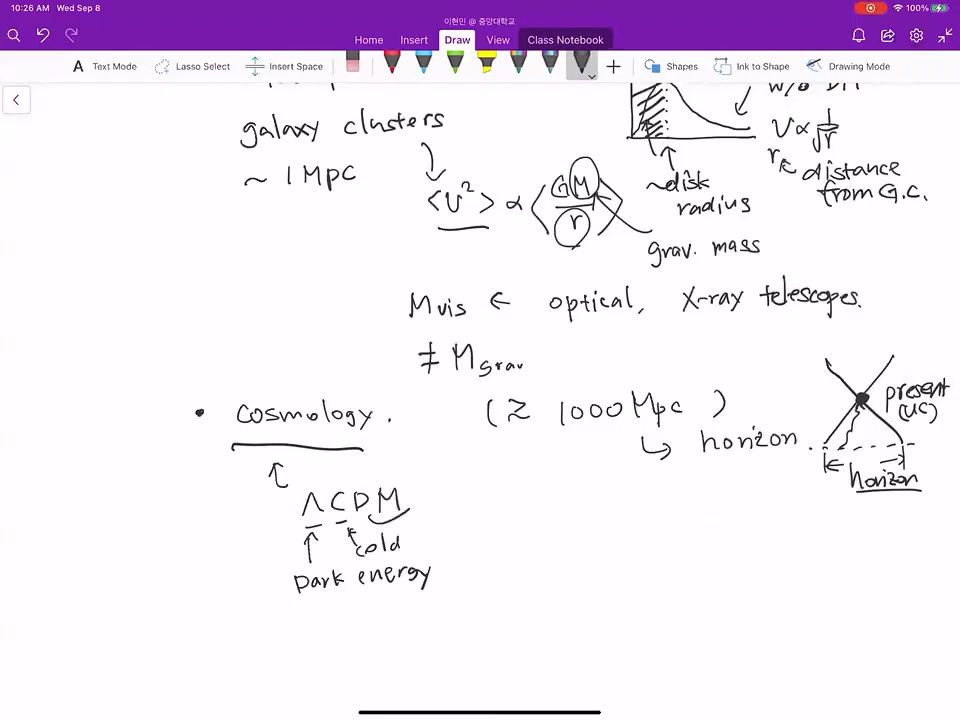 10:26 AM Wed Sep 8
100%
이현민 @ 중앙대학교
Home Insert Draw View Class Notebook
Text Mode Lasso Select Insert Space Shapes Ink to Shape Drawing Mode
galaxy clusters
~ 1 Mpc
<v²> ∝ <GM/r>
grav. mass
~disk
radius
v ∝ 1/√r
r ← distance
from G.C.
Mvis ← optical, X-ray telescopes.
≠ Mgrav
• cosmology. (≳ 1000 Mpc )
↳ horizon
present
horizon
ΛCDM
cold
Dark energy